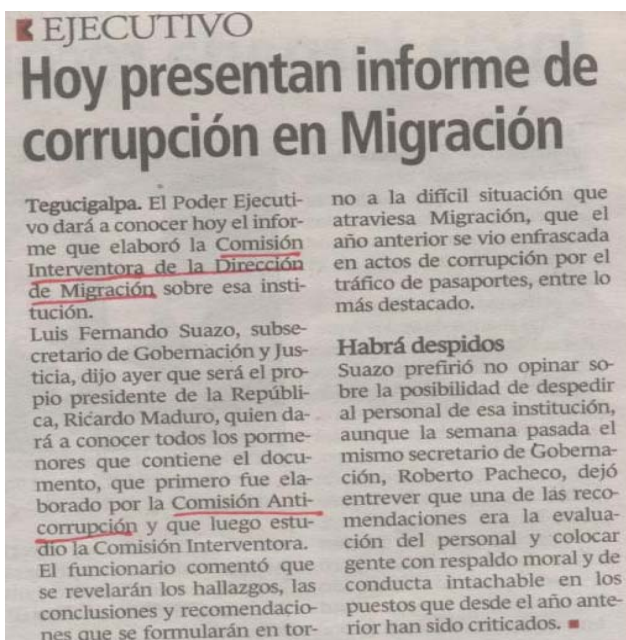 EJECUTIVO
Hoy presentan informe de
corrupción en Migración
Tegucigalpa. El Poder Ejecuti-
vo dará a conocer hoy el infor-
me que elaboró la Comisión
Interventora de la Dirección
de Migración sobre esa insti-
tución.
Luis Fernando Suazo, subse-
cretario de Gobernación y Jus-
ticia, dijo ayer que será el pro-
pio presidente de la Repúbli-
ca, Ricardo Maduro, quien da-
rá a conocer todos los porme-
nores que contiene el docu-
mento, que primero fue ela-
borado por la Comisión Anti-
corrupción y que luego estu-
dio la Comisión Interventora.
El funcionario comentó que
se revelarán los hallazgos, las
conclusiones y recomendacio-
nes que se formularán en tor-
no a la difícil situación que
atraviesa Migración, que el
año anterior se vio enfrascada
en actos de corrupción por el
tráfico de pasaportes, entre lo
más destacado.
Habrá despidos
Suazo prefirió no opinar so-
bre la posibilidad de despedir
al personal de esa institución,
aunque la semana pasada el
mismo secretario de Goberna-
ción, Roberto Pacheco, dejó
entrever que una de las reco-
mendaciones era la evalua-
ción del personal y colocar
gente con respaldo moral y de
conducta intachable en los
puestos que desde el año ante-
rior han sido criticados.